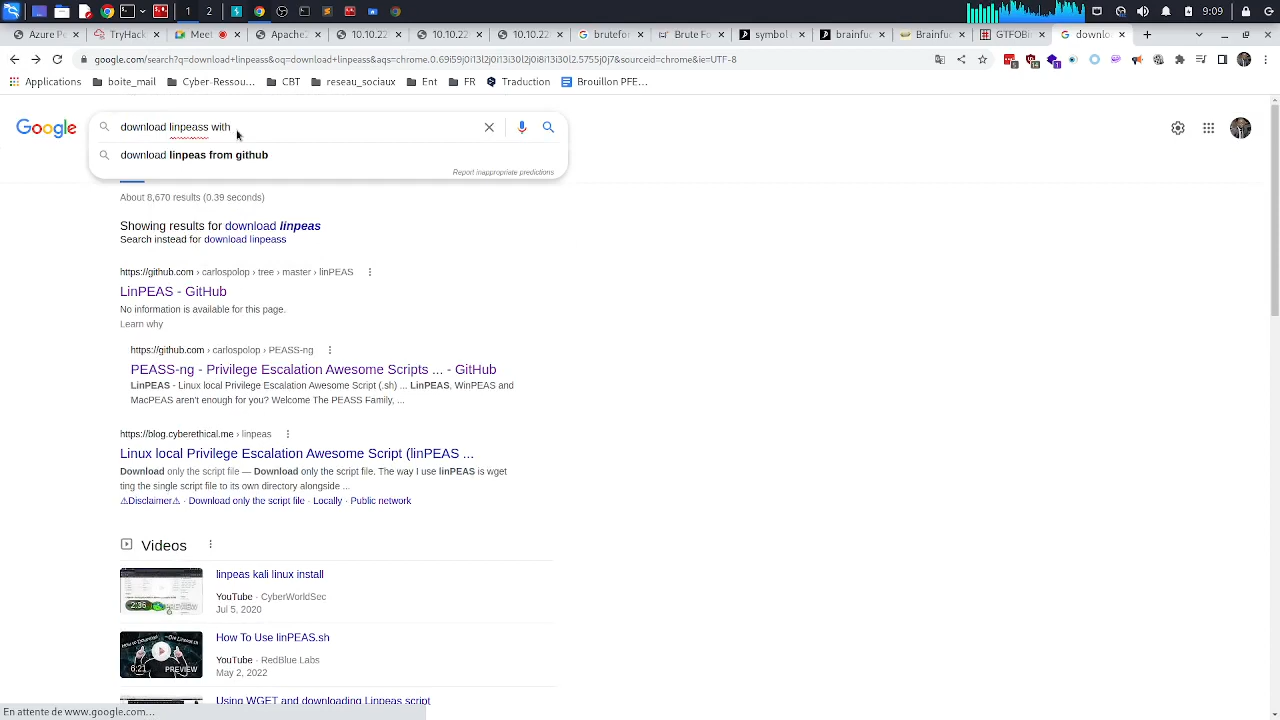 9:09
Azure P
TryHack
Meet
Apache2
10.10.22
10.10.22
10.10.22
brutefo
Brute Fo
symbol
brainfu
Brainfu
GTFOBi
downlo
google.com/search?q=download+linpeass&oq=download+linpeass&aqs=chrome..69i57j0i19i59j0i13l2j0i13i30l2j0i8i13i30l2.5755j0j7&sourceid=chrome&ie=UTF-8
Applications
boite_mail
Cyber-Ressou...
CBT
reseau_sociaux
Ent
FR
Traduction
Brouillon PFE...
Google
download linpeass with
download linpeas from github
Report inappropriate predictions
About 8,670 results (0.39 seconds)
Showing results for download linpeas
Search instead for download linpeass
https://github.com › carlospolop › tree › master › linPEAS
LinPEAS - GitHub
No information is available for this page.
Learn why
https://github.com › carlospolop › PEASS-ng
PEASS-ng - Privilege Escalation Awesome Scripts ... - GitHub
LinPEAS - Linux local Privilege Escalation Awesome Script (.sh) ... LinPEAS, WinPEAS and
MacPEAS aren't enough for you? Welcome The PEASS Family, ...
https://blog.cyberethical.me › linpeas
Linux local Privilege Escalation Awesome Script (linPEAS ...
Download only the script file — Download only the script file. The way I use linPEAS is wget
ting the single script file to its own directory alongside ...
⚠Disclaimer⚠ · Download only the script file · Locally · Public network
Videos
linpeas kali linux install
YouTube · CyberWorldSec
Jul 5, 2020
2:36
How To Use linPEAS.sh
YouTube · RedBlue Labs
May 2, 2022
6:21
PREVIEW
Using WGET and downloading Linpeas script
En attente de www.google.com...